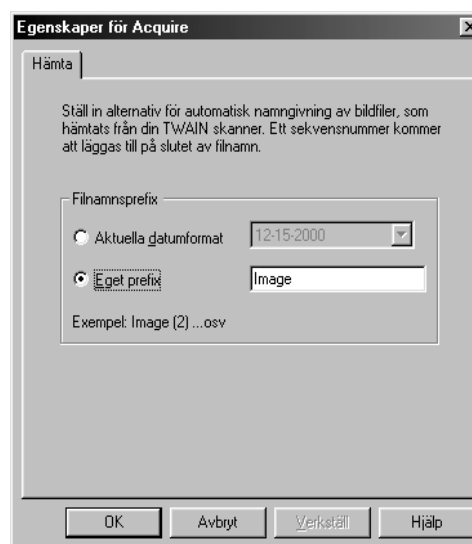 Egenskaper för Acquire
Hämta
Ställ in alternativ för automatisk namngivning av bildfiler, som
hämtats från din TWAIN skanner. Ett sekvensnummer kommer
att läggas till på slutet av filnamn.
Filnamnsprefix
Aktuella datumformat 12-15-2000
Eget prefix Image
Exempel: Image (2) ...osv
OK Avbryt Verkställ Hjälp